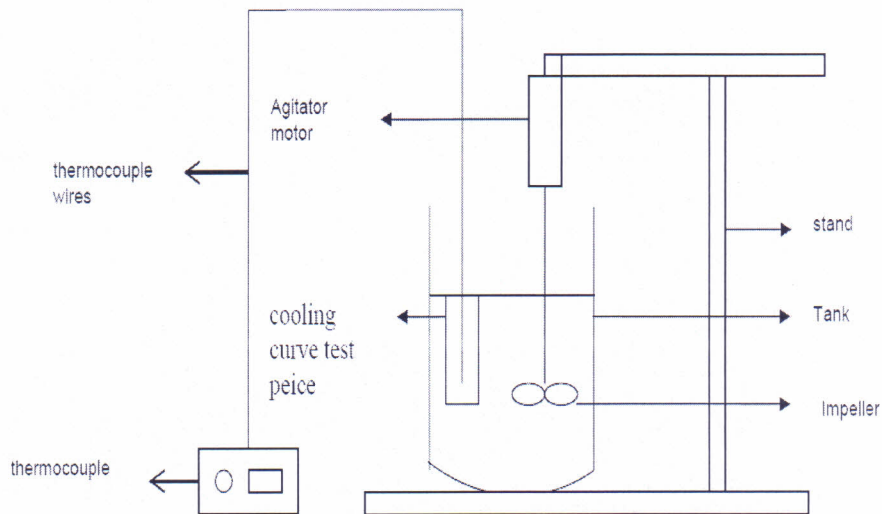 Agitator
motor
thermocouple
wires
stand
cooling
curve test
peice
Tank
Impeller
thermocouple